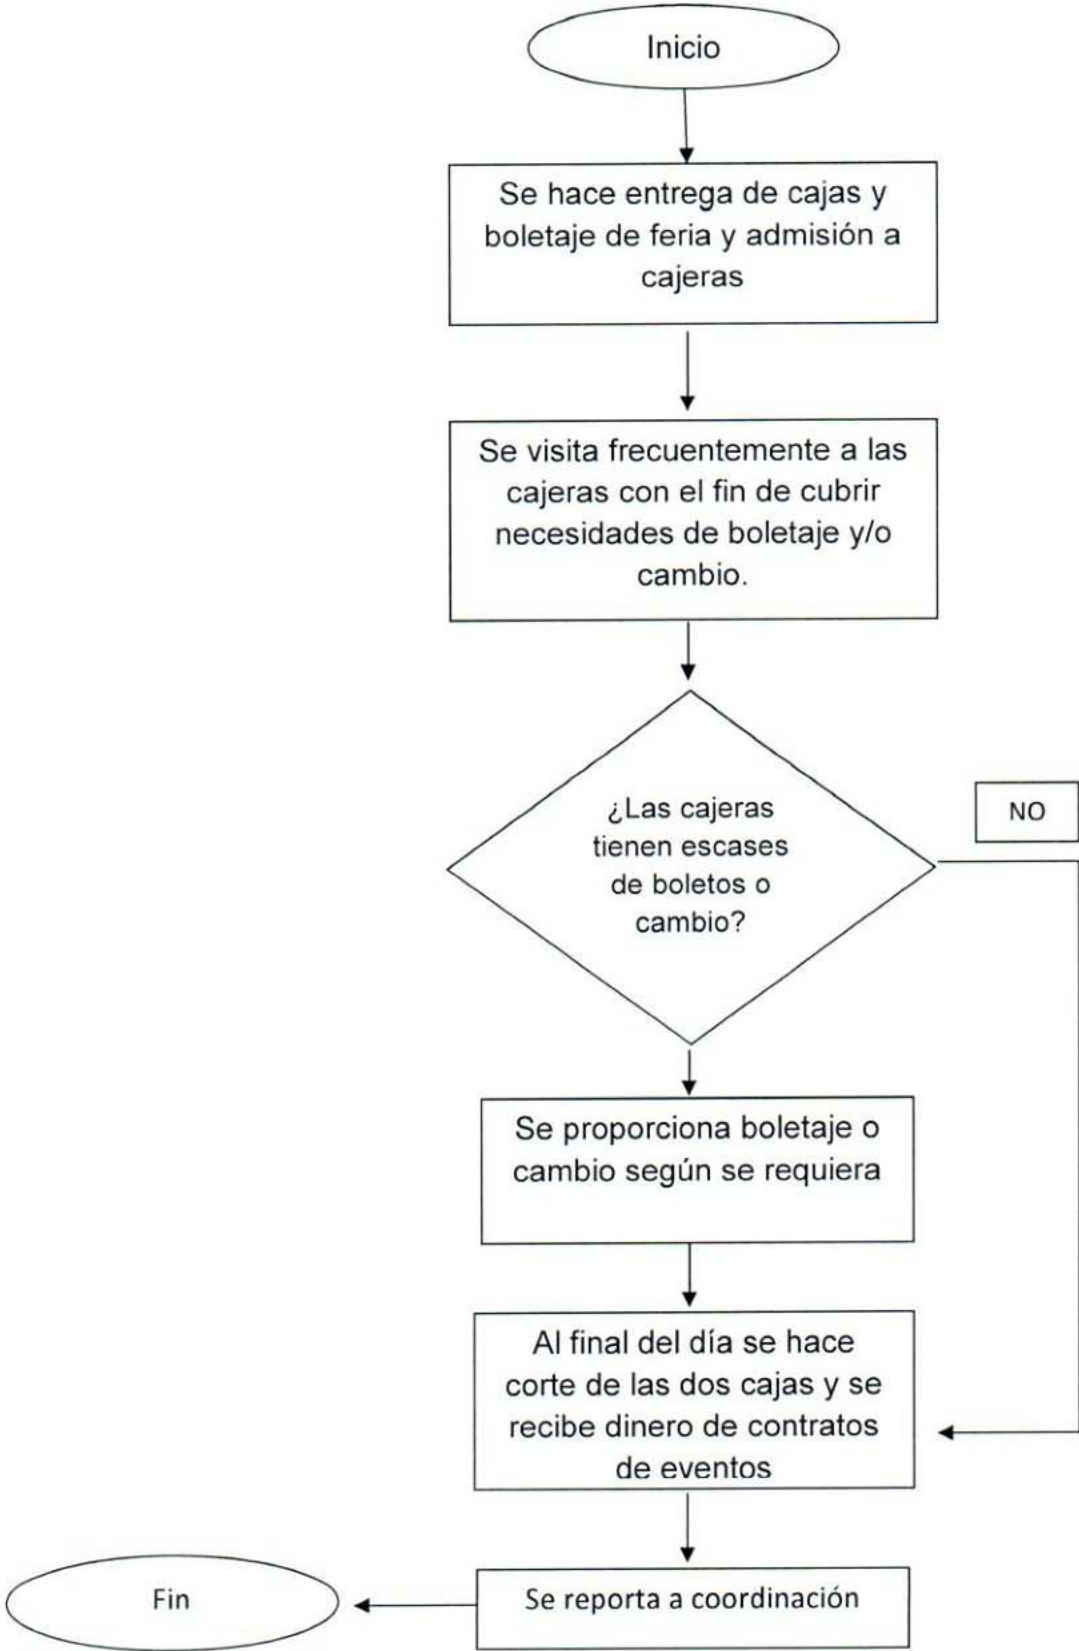 Inicio
Se hace entrega de cajas y
boletaje de feria y admisión a
cajeras
Se visita frecuentemente a las
cajeras con el fin de cubrir
necesidades de boletaje y/o
cambio.
¿Las cajeras
tienen escases
de boletos o
cambio?
NO
Se proporciona boletaje o
cambio según se requiera
Al final del día se hace
corte de las dos cajas y se
recibe dinero de contratos
de eventos
Se reporta a coordinación
Fin